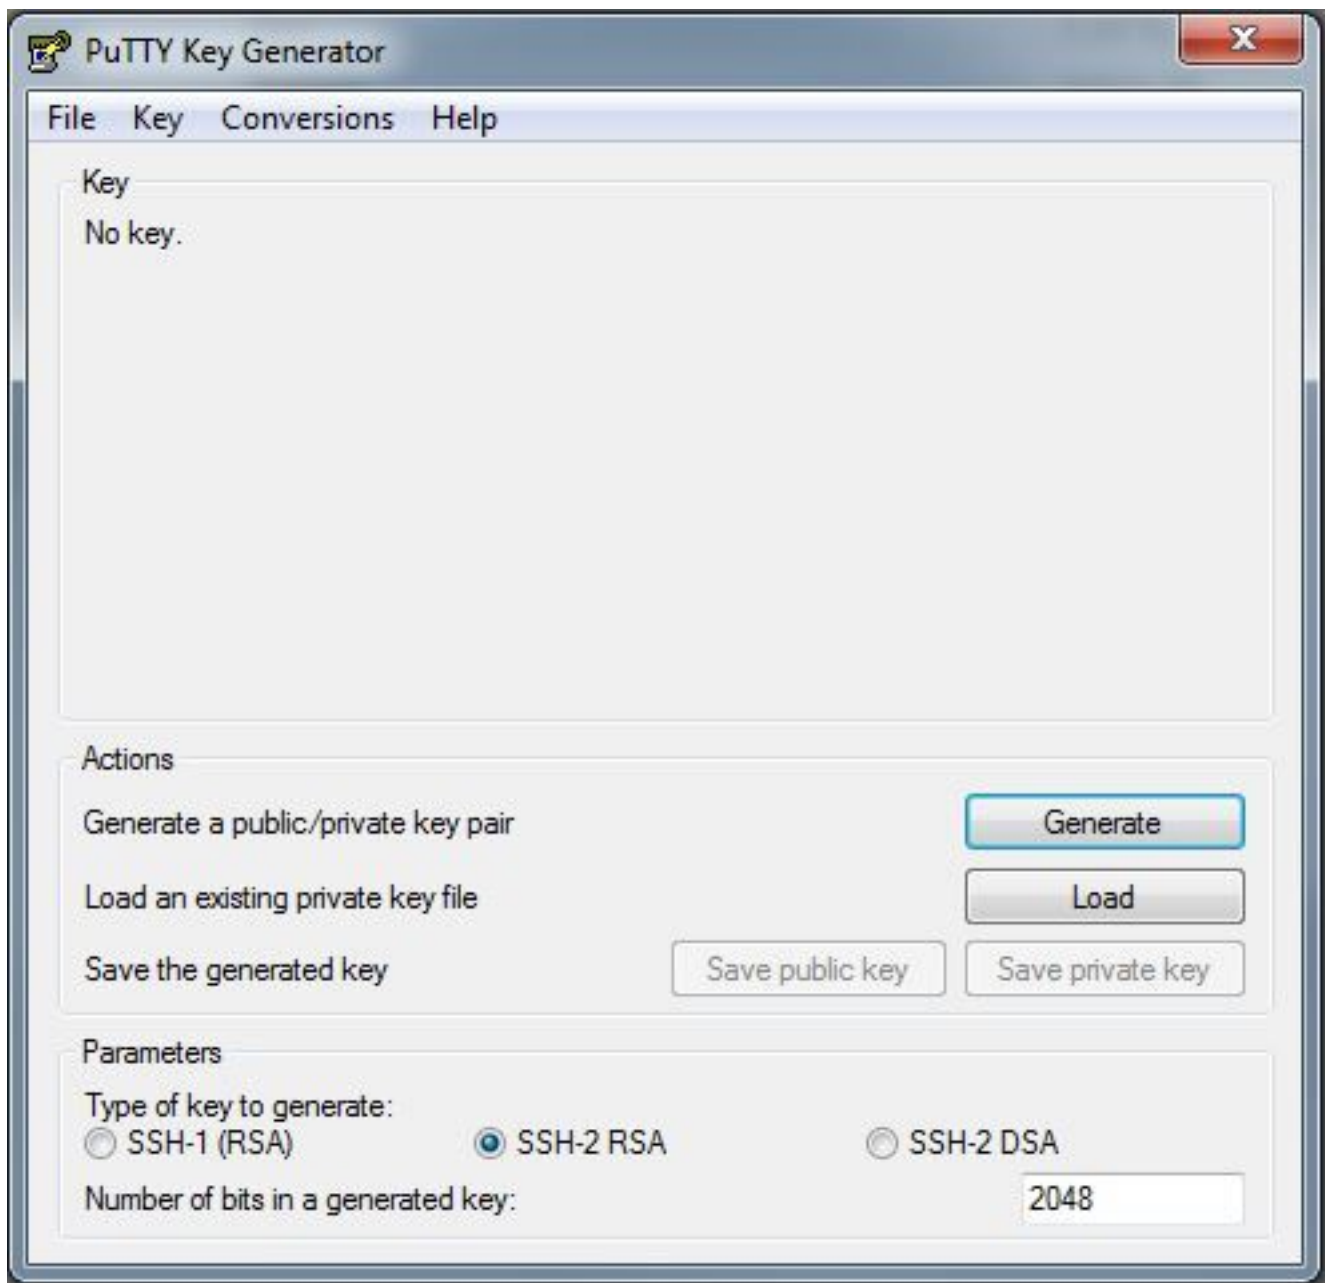 PuTTY Key Generator
X
File Key Conversions Help
Key
No key.
Actions
Generate a public/private key pair Generate
Load an existing private key file Load
Save the generated key Save public key Save private key
Parameters
Type of key to generate:
SSH-1 (RSA) SSH-2 RSA SSH-2 DSA
Number of bits in a generated key: 2048